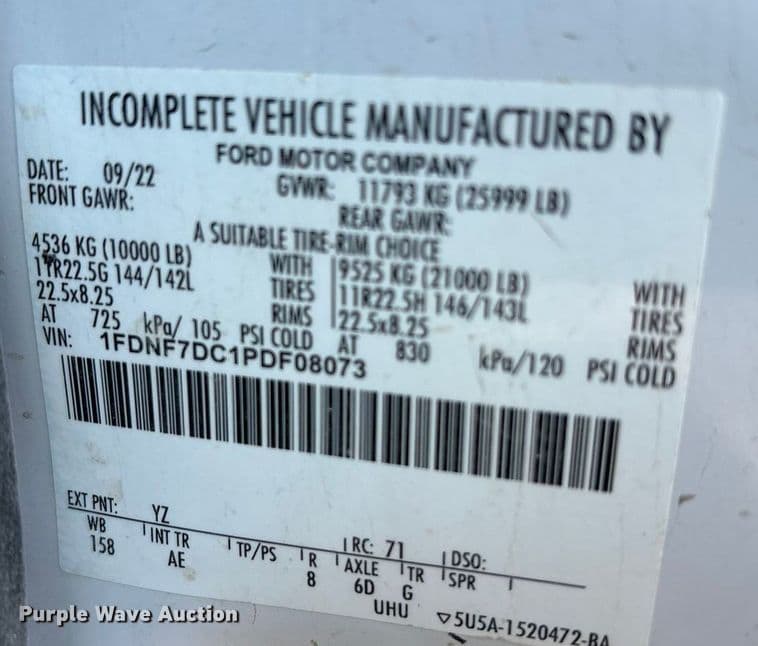 INCOMPLETE VEHICLE MANUFACTURED BY
FORD MOTOR COMPANY
DATE: 09/22 GVWR: 11793 KG (25999 LB)
FRONT GAWR: REAR GAWR:
A SUITABLE TIRE-RIM CHOICE
4536 KG (10000 LB) WITH 9525 KG (21000 LB) WITH
11R22.5G 144/142L TIRES 11R22.5H 146/143L TIRES
22.5x8.25 RIMS 22.5x8.25 RIMS
AT 725 kPa/ 105 PSI COLD AT 830 kPa/120 PSI COLD
VIN: 1FDNF7DC1PDF08073
EXT PNT: YZ RC: 71 DSO:
WB INT TR TP/PS R AXLE TR SPR
158 AE 8 6D G
UHU ▽5U5A-1520472-BA
Purple Wave Auction